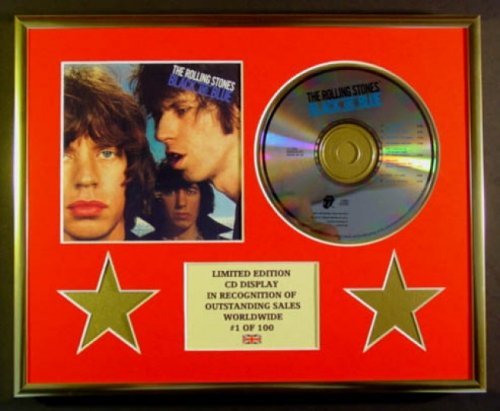 THE ROLLING STONES
BLACK AND BLUE
THE ROLLING STONES
BLACK AND BLUE
LIMITED EDITION
CD DISPLAY
IN RECOGNITION OF
OUTSTANDING SALES
WORLDWIDE
#1 OF 100